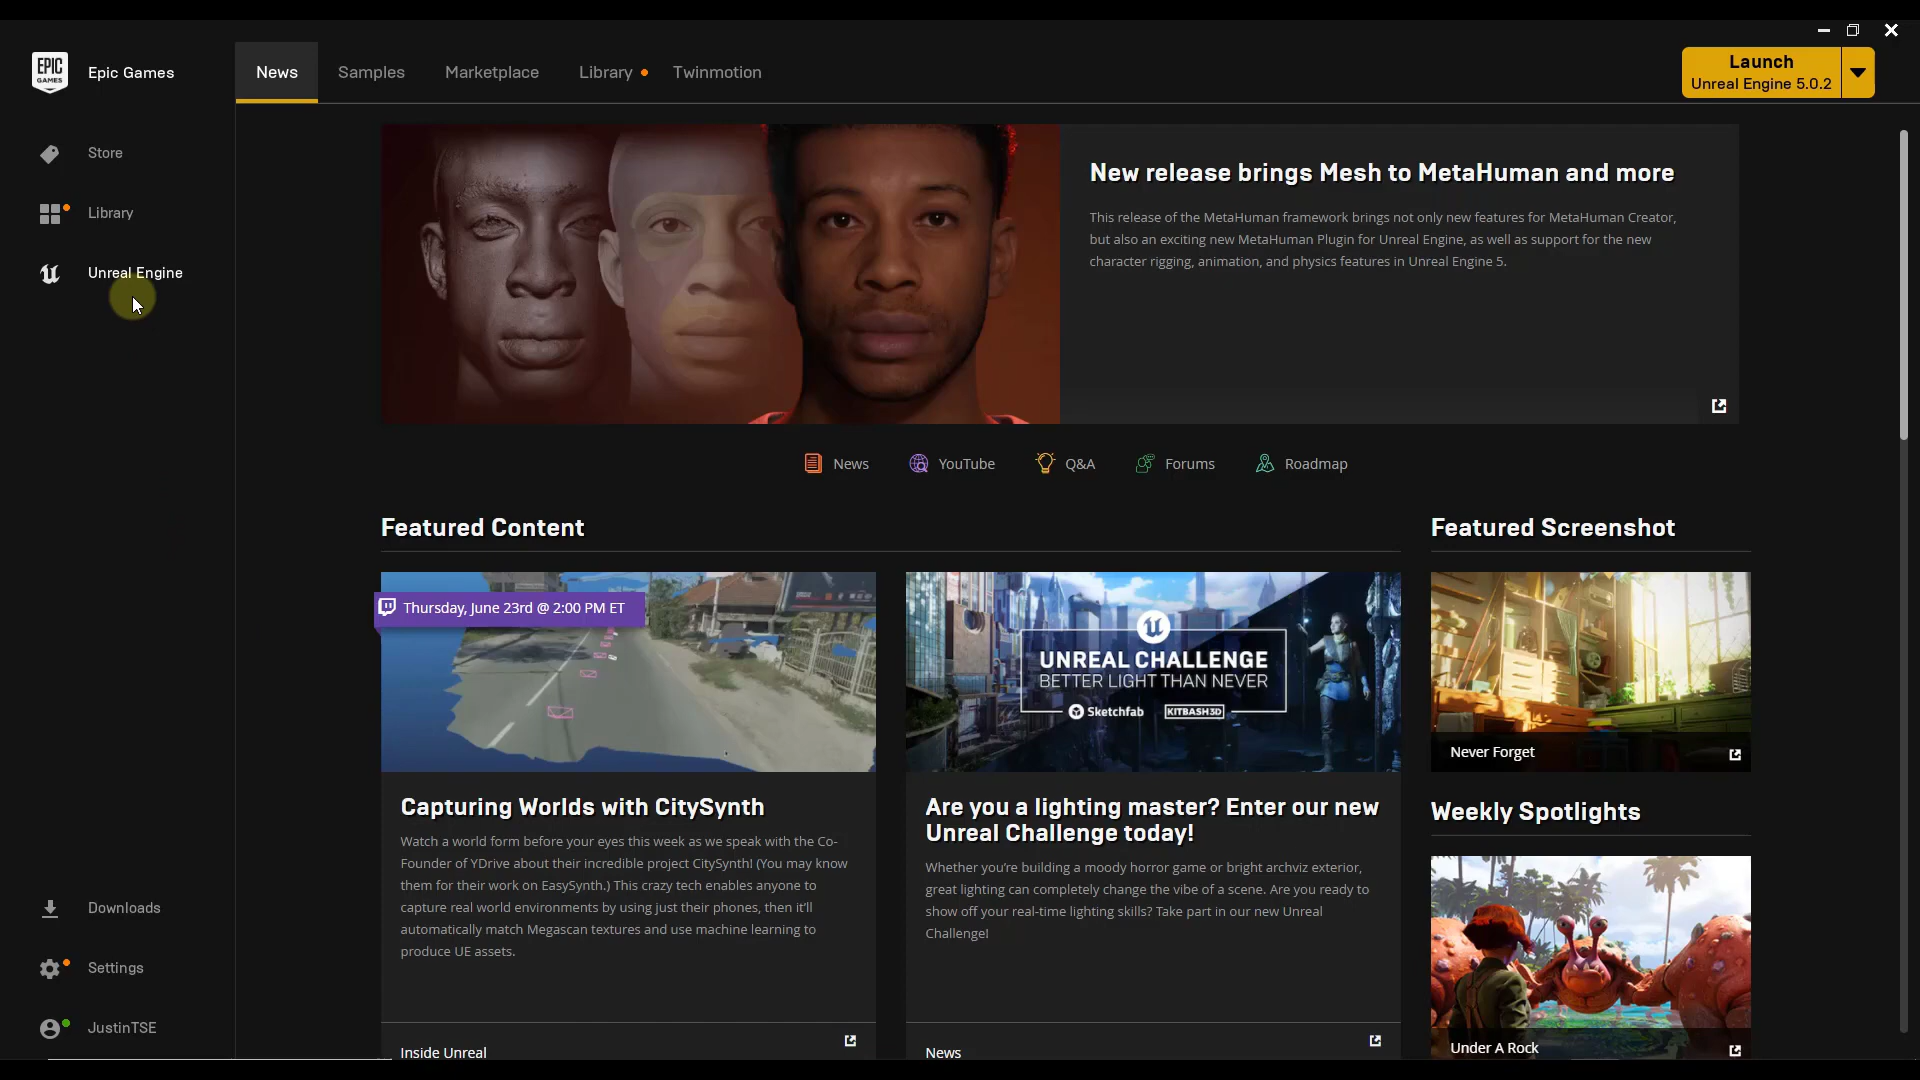 EPIC
GAMES
Epic Games
News
Samples
Marketplace
Library
Twinmotion
Launch
Unreal Engine 5.0.2
Store
Library
Unreal Engine
New release brings Mesh to MetaHuman and more
This release of the MetaHuman framework brings not only new features for MetaHuman Creator,
but also an exciting new MetaHuman Plugin for Unreal Engine, as well as support for the new
character rigging, animation, and physics features in Unreal Engine 5.
News
YouTube
Q&A
Forums
Roadmap
Featured Content
Thursday, June 23rd @ 2:00 PM ET
Capturing Worlds with CitySynth
Watch a world form before your eyes this week as we speak with the Co-
Founder of YDrive about their incredible project CitySynth! (You may know
them for their work on EasySynth.) This crazy tech enables anyone to
capture real world environments by using just their phones, then it'll
automatically match Megascan textures and use machine learning to
produce UE assets.
Inside Unreal
UNREAL CHALLENGE
BETTER LIGHT THAN NEVER
Sketchfab
KITBASH3D
Are you a lighting master? Enter our new
Unreal Challenge today!
Whether you're building a moody horror game or bright archviz exterior,
great lighting can completely change the vibe of a scene. Are you ready to
show off your real-time lighting skills? Take part in our new Unreal
Challenge!
News
Featured Screenshot
Never Forget
Weekly Spotlights
Under A Rock
Downloads
Settings
JustinTSE